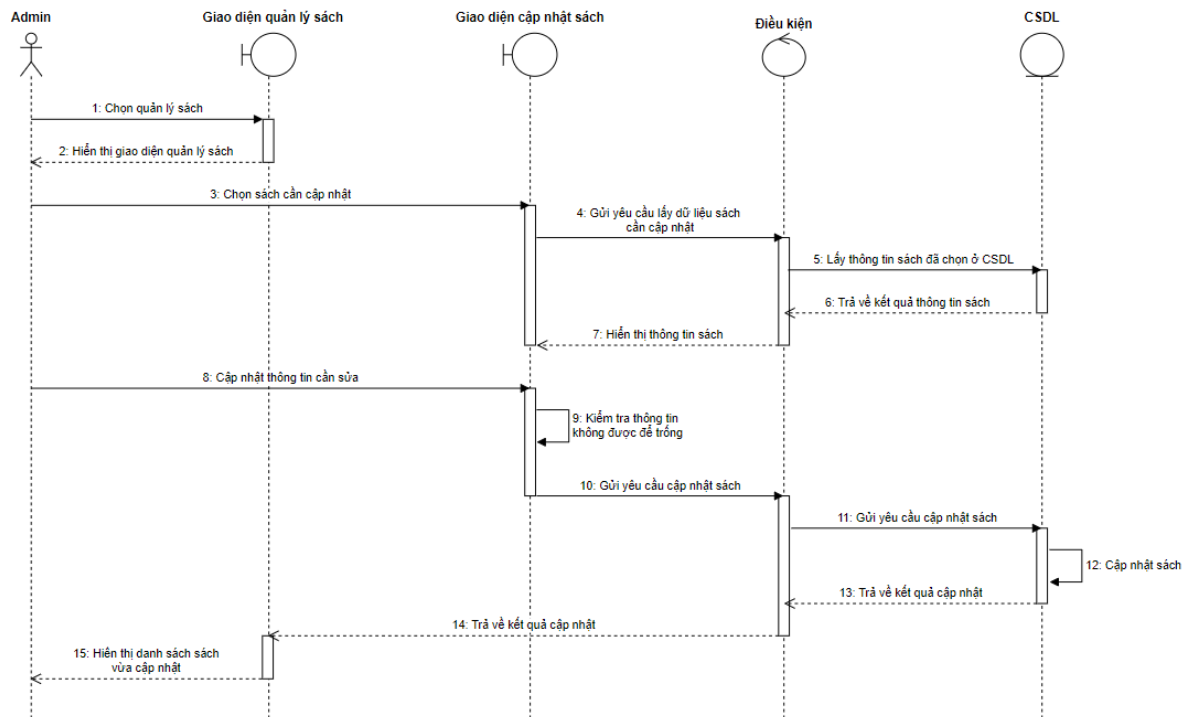 Admin
Giao diện quản lý sách
Giao diện cập nhật sách
Điều kiện
CSDL
1: Chọn quản lý sách
2: Hiển thị giao diện quản lý sách
3: Chọn sách cần cập nhật
4: Gửi yêu cầu lấy dữ liệu sách
cần cập nhật
5: Lấy thông tin sách đã chọn ở CSDL
6: Trả về kết quả thông tin sách
7: Hiển thị thông tin sách
8: Cập nhật thông tin cần sửa
9: Kiểm tra thông tin
không được để trống
10: Gửi yêu cầu cập nhật sách
11: Gửi yêu cầu cập nhật sách
12: Cập nhật sách
13: Trả về kết quả cập nhật
14: Trả về kết quả cập nhật
15: Hiển thị danh sách sách
vừa cập nhật